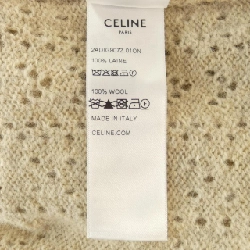 CELINE
PARIS
100% LAINE
100% WOOL
MADE IN ITALY
CELINE.COM